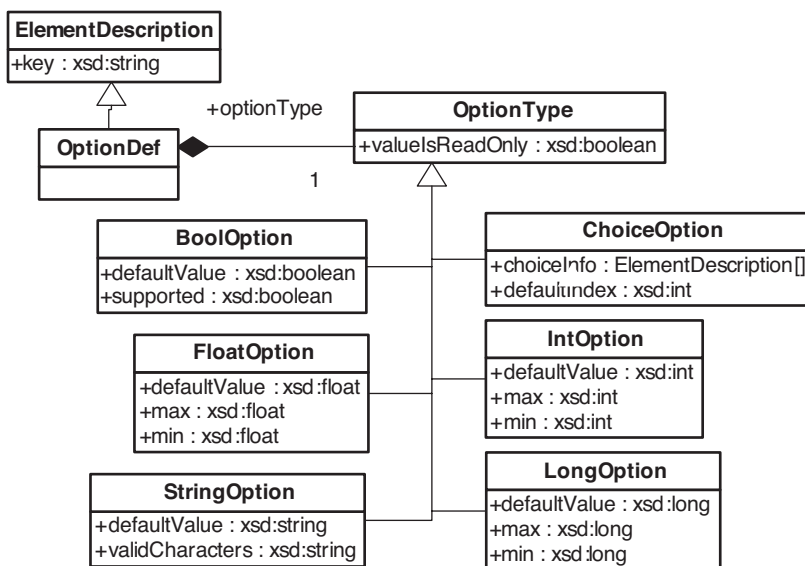 ElementDescription
+key : xsd:string
OptionDef
+optionType
1
OptionType
+valueIsReadOnly : xsd:boolean
BoolOption
+defaultValue : xsd:boolean
+supported : xsd:boolean
ChoiceOption
+choiceInfo : ElementDescription[]
+defaultIndex : xsd:int
FloatOption
+defaultValue : xsd:float
+max : xsd:float
+min : xsd:float
IntOption
+defaultValue : xsd:int
+max : xsd:int
+min : xsd:int
StringOption
+defaultValue : xsd:string
+validCharacters : xsd:string
LongOption
+defaultValue : xsd:long
+max : xsd:long
+min : xsd:long